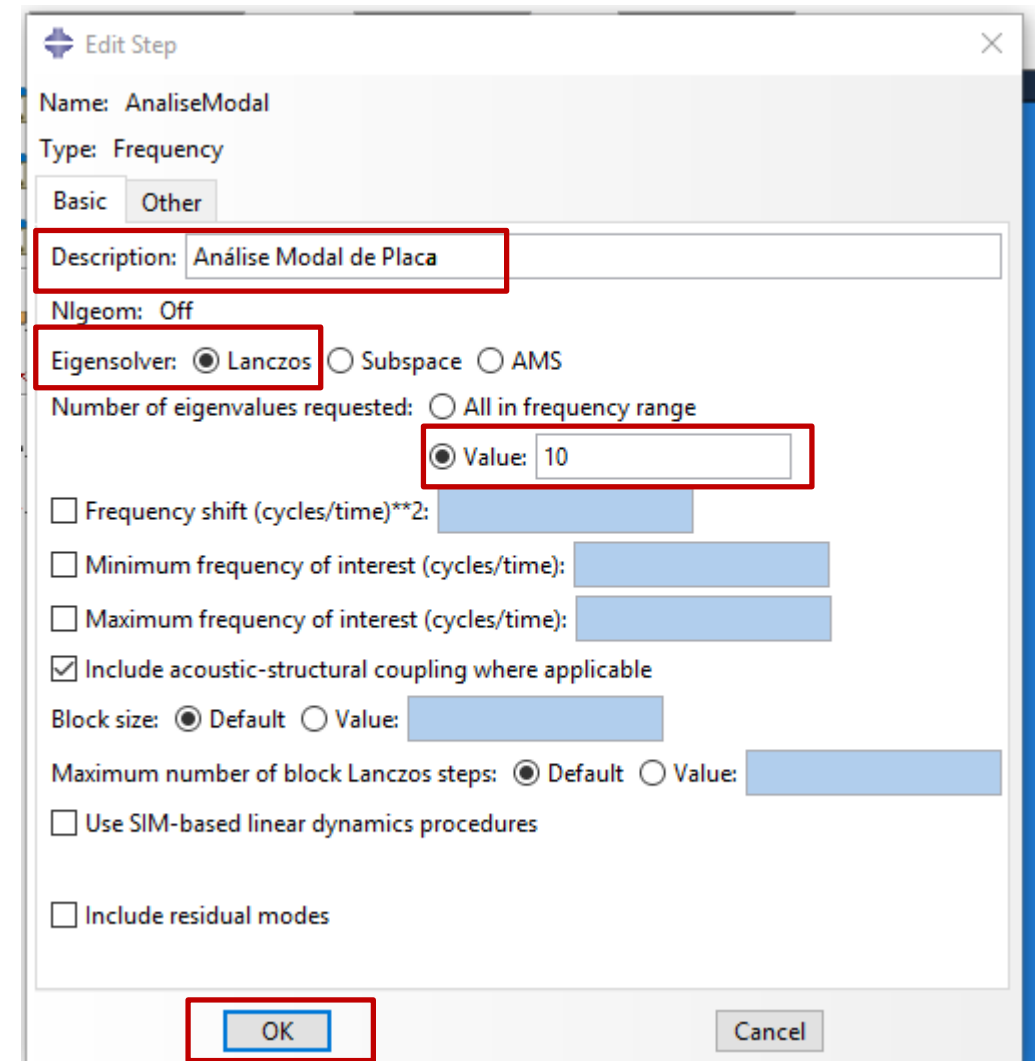 Edit Step
Name: AnaliseModal
Type: Frequency
Basic Other
Description: Análise Modal de Placa
Nlgeom: Off
Eigensolver: Lanczos Subspace AMS
Number of eigenvalues requested: All in frequency range
Value: 10
Frequency shift (cycles/time)**2:
Minimum frequency of interest (cycles/time):
Maximum frequency of interest (cycles/time):
Include acoustic-structural coupling where applicable
Block size: Default Value:
Maximum number of block Lanczos steps: Default Value:
Use SIM-based linear dynamics procedures
Include residual modes
OK Cancel